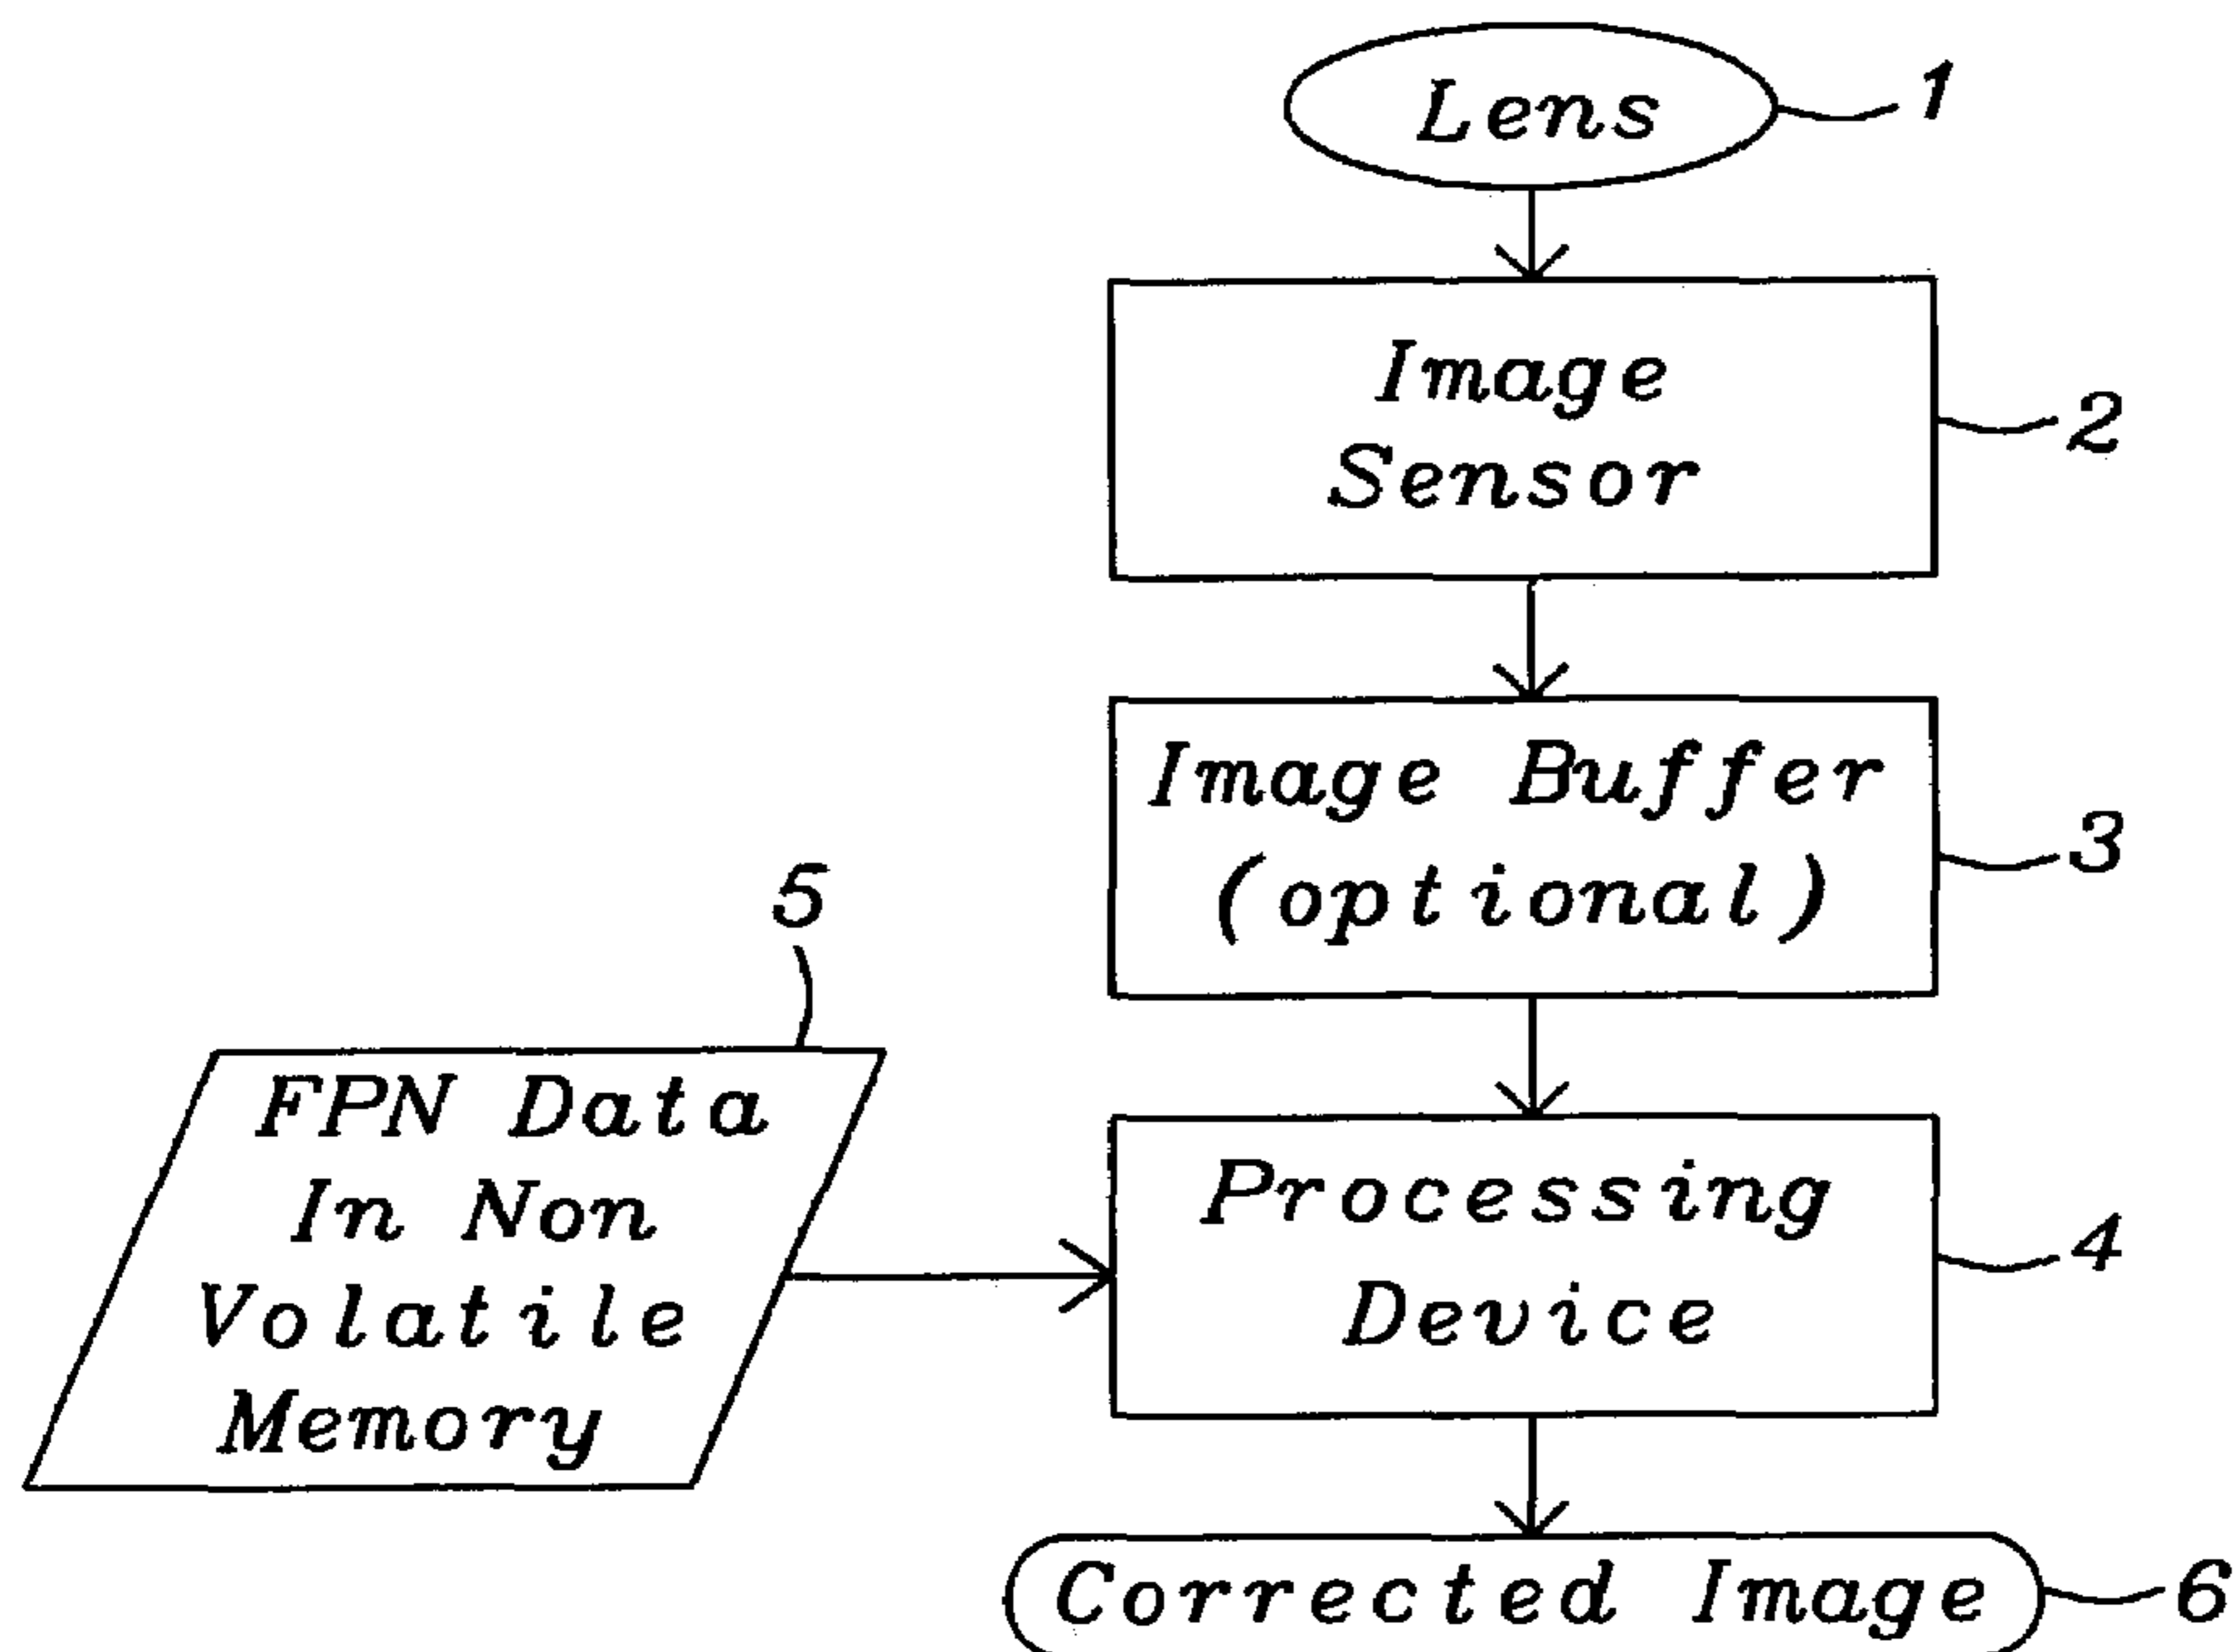 Lens
1
Image
Sensor
2
Image Buffer
(optional)
3
5
FPN Data
In Non
Volatile
Memory
Processing
Device
4
Corrected Image
6